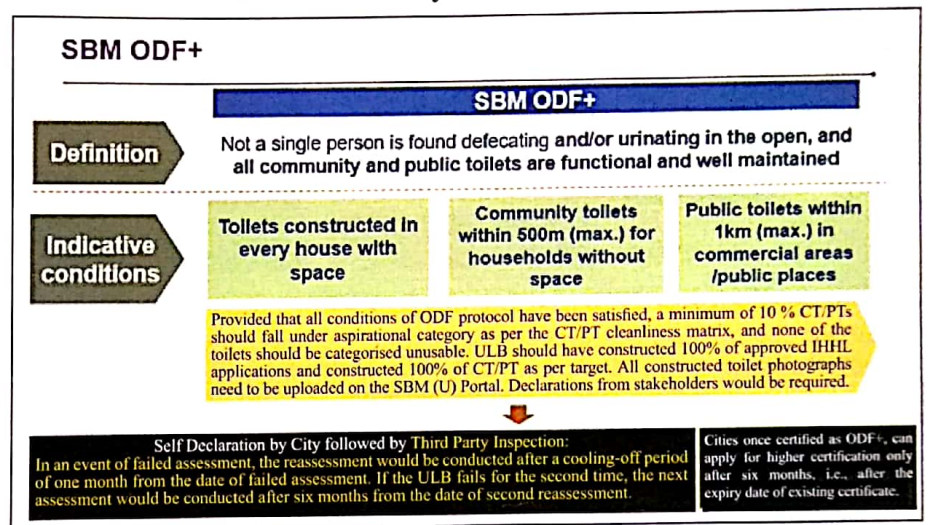 SBM ODF+
SBM ODF+
Definition
Not a single person is found defecating and/or urinating in the open, and
all community and public toilets are functional and well maintained
Indicative
conditions
Toilets constructed in
every house with
space
Community toilets
within 500m (max.) for
households without
space
Public toilets within
1km (max.) in
commercial areas
/public places
Provided that all conditions of ODF protocol have been satisfied, a minimum of 10 % CT/PTs
should fall under aspirational category as per the CT/PT cleanliness matrix, and none of the
toilets should be categorised unusable. ULB should have constructed 100% of approved IHHL
applications and constructed 100% of CT/PT as per target. All constructed toilet photographs
need to be uploaded on the SBM (U) Portal. Declarations from stakeholders would be required.
Self Declaration by City followed by Third Party Inspection:
In an event of failed assessment, the reassessment would be conducted after a cooling-off period
of one month from the date of failed assessment. If the ULB fails for the second time, the next
assessment would be conducted after six months from the date of second reassessment.
Cities once certified as ODF+, can
apply for higher certification only
after six months, i.e., after the
expiry date of existing certificate.